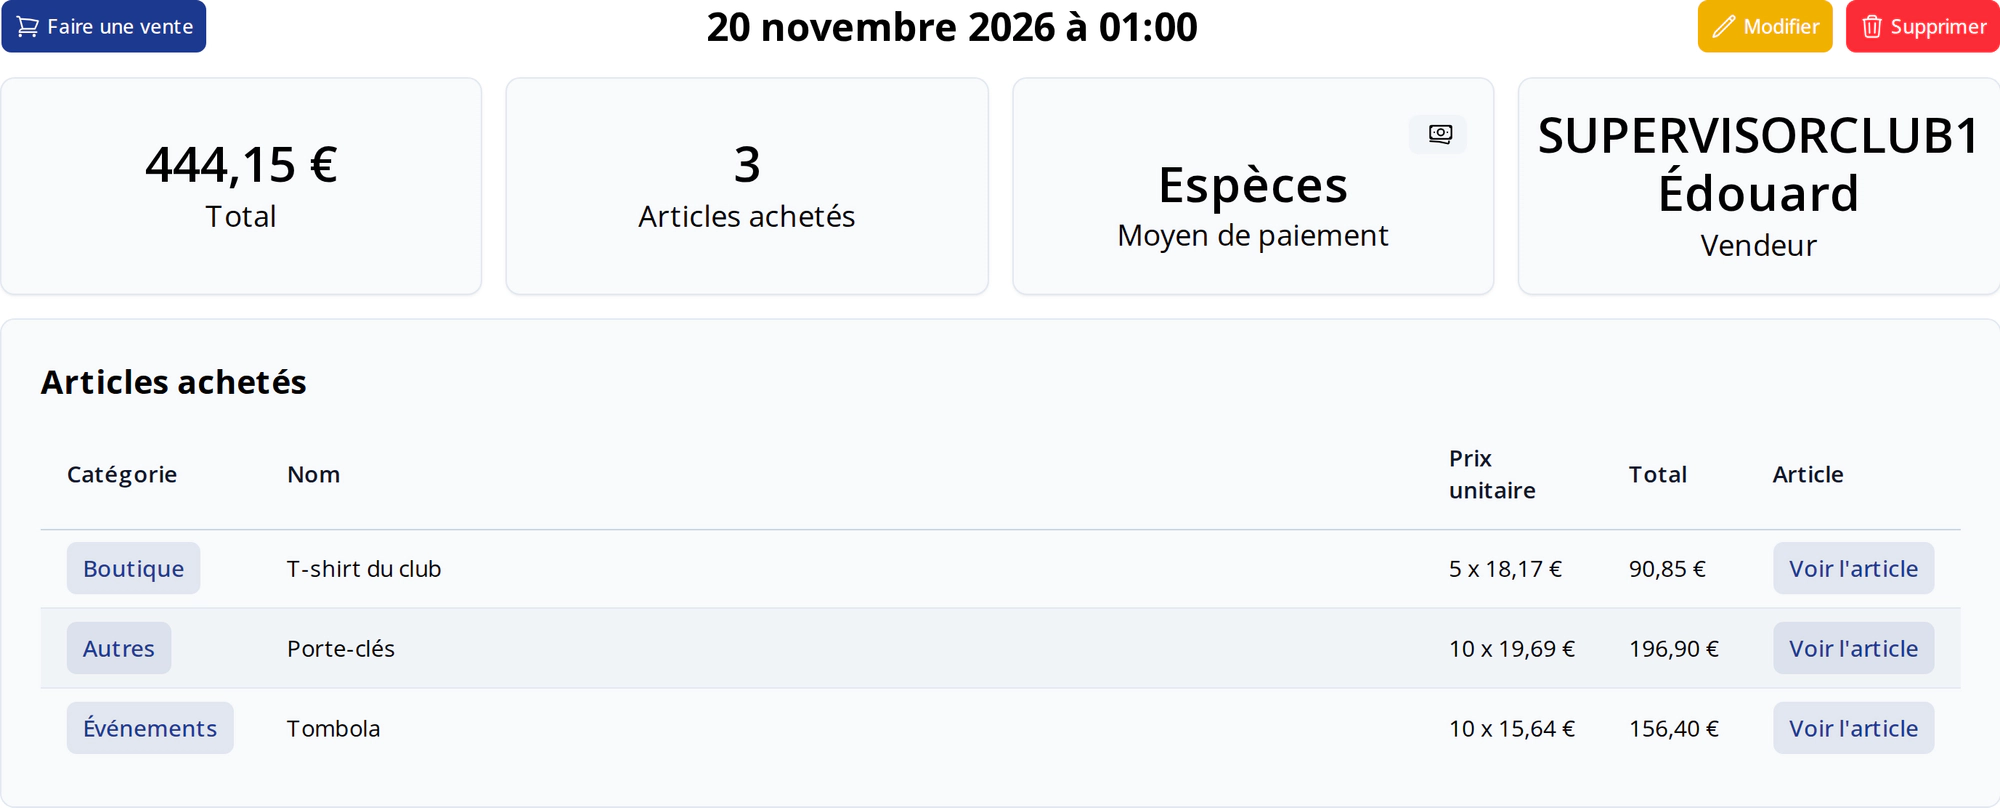 Faire une vente
20 novembre 2026 à 01:00
Modifier
Supprimer
444,15 €
Total
3
Articles achetés
Espèces
Moyen de paiement
SUPERVISORCLUB1
Édouard
Vendeur
Articles achetés
Catégorie Nom Prix unitaire Total Article
Boutique T-shirt du club 5 x 18,17 € 90,85 € Voir l'article
Autres Porte-clés 10 x 19,69 € 196,90 € Voir l'article
Événements Tombola 10 x 15,64 € 156,40 € Voir l'article